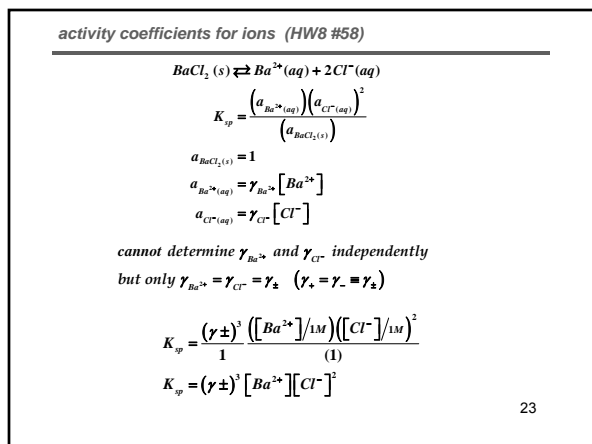 activity coefficients for ions (HW8 #58)
BaCl₂ (s) ⇄ Ba²⁺(aq) + 2Cl⁻(aq)
K_sp = (a_Ba²⁺(aq))(a_Cl⁻(aq))² / (a_BaCl₂(s))
a_BaCl₂(s) = 1
a_Ba²⁺(aq) = γ_Ba²⁺ [Ba²⁺]
a_Cl⁻(aq) = γ_Cl⁻ [Cl⁻]
cannot determine γ_Ba²⁺ and γ_Cl⁻ independently
but only γ_Ba²⁺ = γ_Cl⁻ = γ_± (γ₊ = γ₋ ≡ γ_±)
K_sp = (γ±)³ / 1 ([Ba²⁺]/1M)([Cl⁻]/1M)² / (1)
K_sp = (γ±)³ [Ba²⁺][Cl⁻]²
23